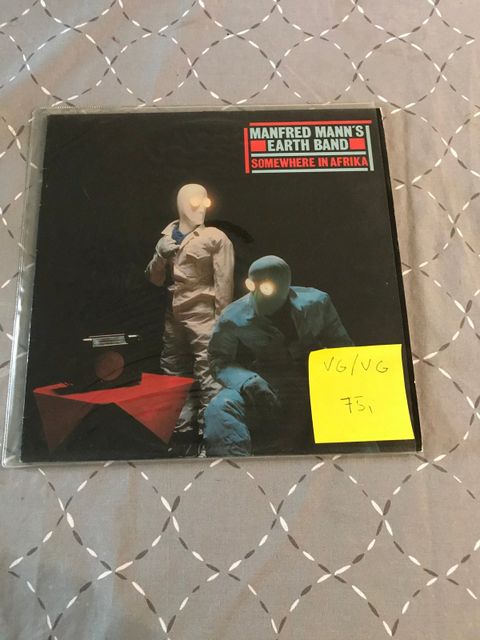 MANFRED MANN'S
EARTH BAND
SOMEWHERE IN AFRIKA
VG/VG
75,